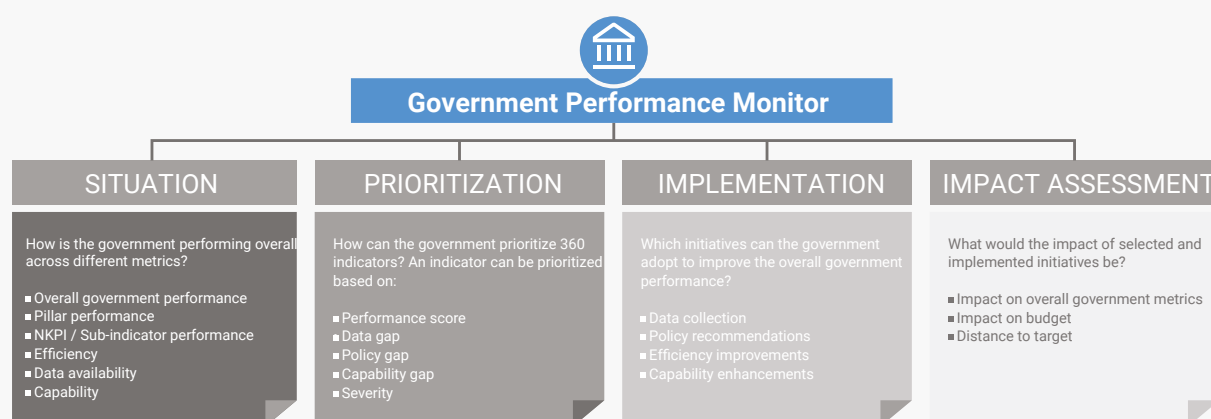 Government Performance Monitor
SITUATION
How is the government performing overall
across different metrics?
Overall government performance
Pillar performance
NKPI / Sub-indicator performance
Efficiency
Data availability
Capability
PRIORITIZATION
How can the government prioritize 360
indicators? An indicator can be prioritized
based on:
Performance score
Data gap
Policy gap
Capability gap
Severity
IMPLEMENTATION
Which initiatives can the government
adopt to improve the overall government
performance?
Data collection
Policy recommendations
Efficiency improvements
Capability enhancements
IMPACT ASSESSMENT
What would the impact of selected and
implemented initiatives be?
Impact on overall government metrics
Impact on budget
Distance to target